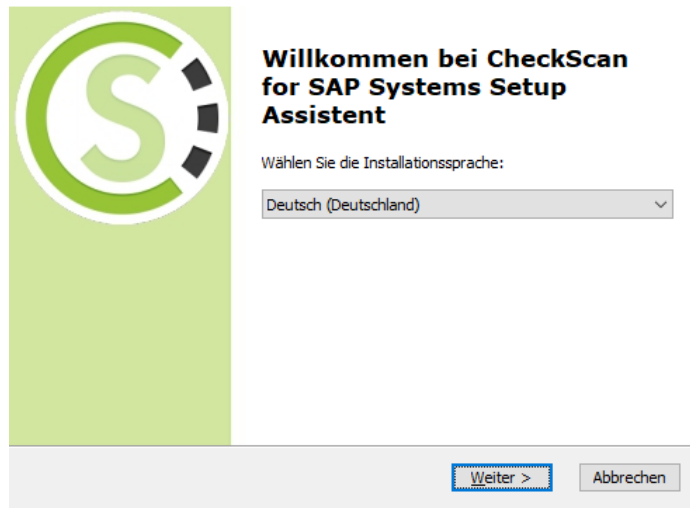 S
Willkommen bei CheckScan
for SAP Systems Setup
Assistent
Wählen Sie die Installationssprache:
Deutsch (Deutschland)
Weiter >
Abbrechen